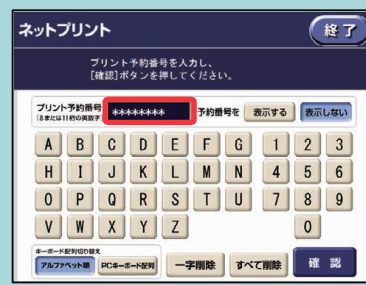 ネットプリント
終了
プリント予約番号を入力し、
[確認]ボタンを押してください。
プリント予約番号
(8または11桁の英数字)
********
予約番号を
表示する
表示しない
A B C D E F G 1 2 3
H I J K L M N 4 5 6
O P Q R S T U 7 8 9
V W X Y Z 0
キーボード配列切り替え
アルファベット順
PCキーボード配列
一字削除
すべて削除
確認